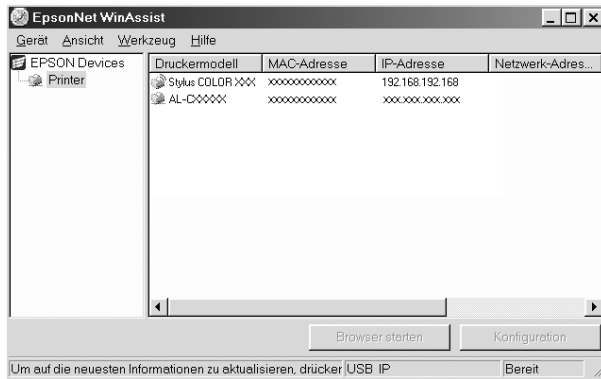 EpsonNet WinAssist
Gerät Ansicht Werkzeug Hilfe
EPSON Devices
Printer
Druckermodell MAC-Adresse IP-Adresse Netzwerk-Adres...
Stylus COLOR XXX xxxxxxxxxxxx 192.168.192.168
AL-CXXXXX xxxxxxxxxxxx xxx.xxx.xxx.xxx
Browser starten Konfiguration
Um auf die neuesten Informationen zu aktualisieren, drücker USB IP Bereit